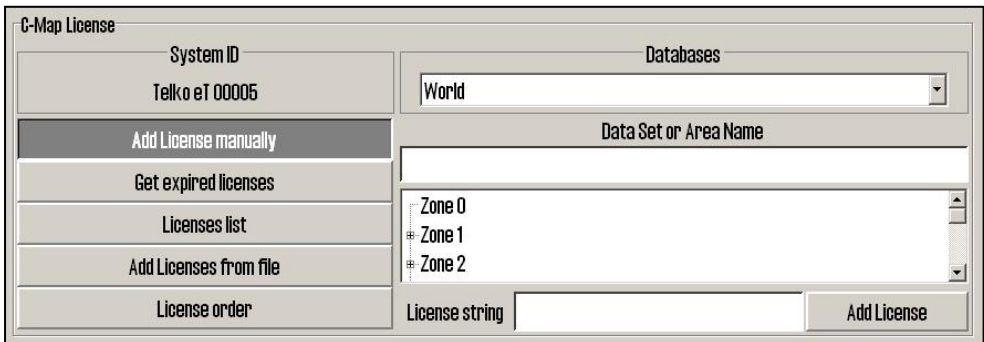 C-Map License
System ID
Telko eT 00005
Add License manually
Get expired licenses
Licenses list
Add Licenses from file
License order
Databases
World
Data Set or Area Name
Zone 0
Zone 1
Zone 2
License string
Add License